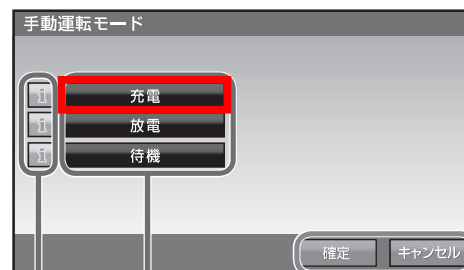 手動運転モード
i 充電
i 放電
i 待機
確定 キャンセル